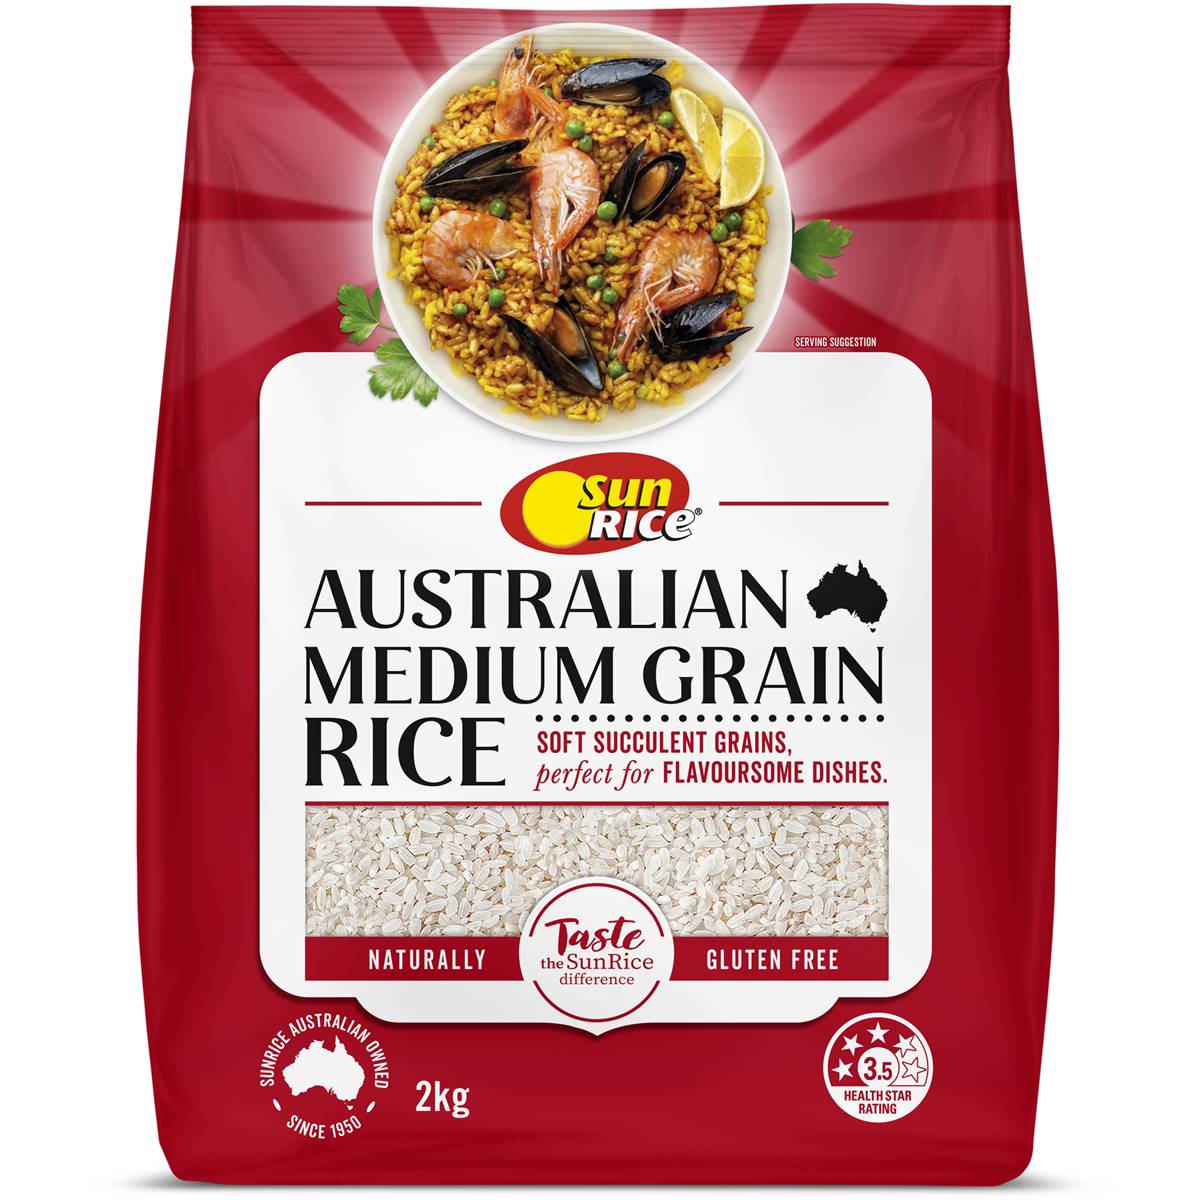 SERVING SUGGESTION
Sun
RICE®
AUSTRALIAN
MEDIUM GRAIN
RICE
SOFT SUCCULENT GRAINS,
perfect for FLAVOURSOME DISHES.
Taste
the SunRice
difference
NATURALLY
GLUTEN FREE
SUNRICE AUSTRALIAN OWNED
SINCE 1950
2kg
3.5
HEALTH STAR
RATING